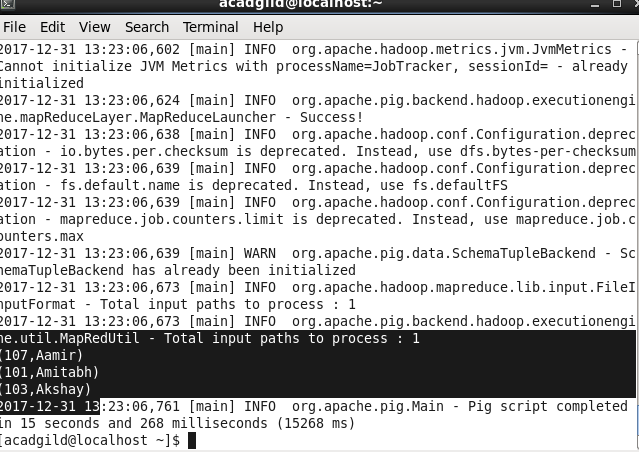 acadgild@localhost:~
File Edit View Search Terminal Help
2017-12-31 13:23:06,602 [main] INFO  org.apache.hadoop.metrics.jvm.JvmMetrics -
Cannot initialize JVM Metrics with processName=JobTracker, sessionId= - already
initialized
2017-12-31 13:23:06,624 [main] INFO  org.apache.pig.backend.hadoop.executionengi
ne.mapReduceLayer.MapReduceLauncher - Success!
2017-12-31 13:23:06,638 [main] INFO  org.apache.hadoop.conf.Configuration.deprec
ation - io.bytes.per.checksum is deprecated. Instead, use dfs.bytes-per-checksum
2017-12-31 13:23:06,639 [main] INFO  org.apache.hadoop.conf.Configuration.deprec
ation - fs.default.name is deprecated. Instead, use fs.defaultFS
2017-12-31 13:23:06,639 [main] INFO  org.apache.hadoop.conf.Configuration.deprec
ation - mapreduce.job.counters.limit is deprecated. Instead, use mapreduce.job.c
ounters.max
2017-12-31 13:23:06,639 [main] WARN  org.apache.pig.data.SchemaTupleBackend - Sc
hemaTupleBackend has already been initialized
2017-12-31 13:23:06,673 [main] INFO  org.apache.hadoop.mapreduce.lib.input.FileI
nputFormat - Total input paths to process : 1
2017-12-31 13:23:06,673 [main] INFO  org.apache.pig.backend.hadoop.executionengi
ne.util.MapRedUtil - Total input paths to process : 1
(107,Aamir)
(101,Amitabh)
(103,Akshay)
2017-12-31 13:23:06,761 [main] INFO  org.apache.pig.Main - Pig script completed
in 15 seconds and 268 milliseconds (15268 ms)
[acadgild@localhost ~]$